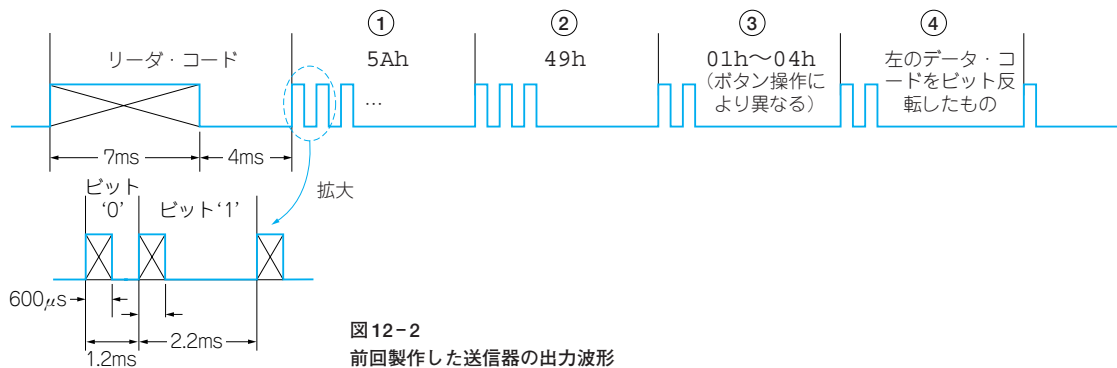 ① ② ③ ④
リーダ・コード
5Ah
49h
01h〜04h
（ボタン操作に
より異なる）
左のデータ・コ
ードをビット反
転したもの
…
7ms
4ms
拡大
ビット
‘0’
ビット‘1’
600μs
1.2ms
2.2ms
図12-2
前回製作した送信器の出力波形